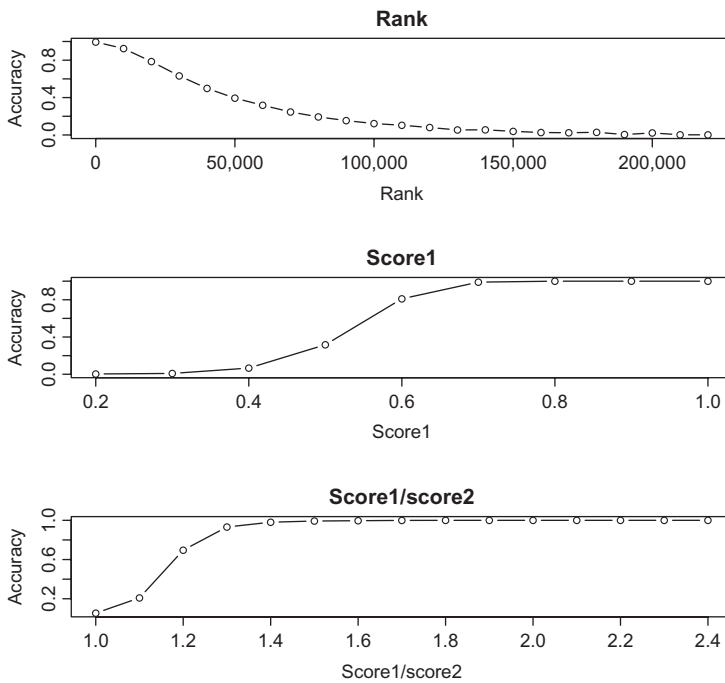 Rank
Accuracy
0.0 0.4 0.8
0 50,000 100,000 150,000 200,000
Rank
Score1
Accuracy
0.0 0.4 0.8
0.2 0.4 0.6 0.8 1.0
Score1
Score1/score2
Accuracy
0.2 0.6 1.0
1.0 1.2 1.4 1.6 1.8 2.0 2.2 2.4
Score1/score2